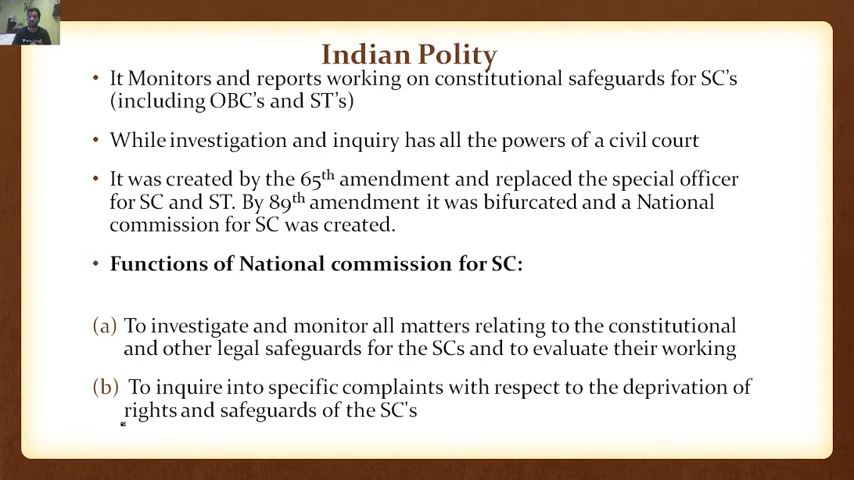 Indian Polity
• It Monitors and reports working on constitutional safeguards for SC's
(including OBC's and ST's)
• While investigation and inquiry has all the powers of a civil court
• It was created by the 65th amendment and replaced the special officer
for SC and ST. By 89th amendment it was bifurcated and a National
commission for SC was created.
• Functions of National commission for SC:
(a) To investigate and monitor all matters relating to the constitutional
and other legal safeguards for the SCs and to evaluate their working
(b) To inquire into specific complaints with respect to the deprivation of
rights and safeguards of the SC's